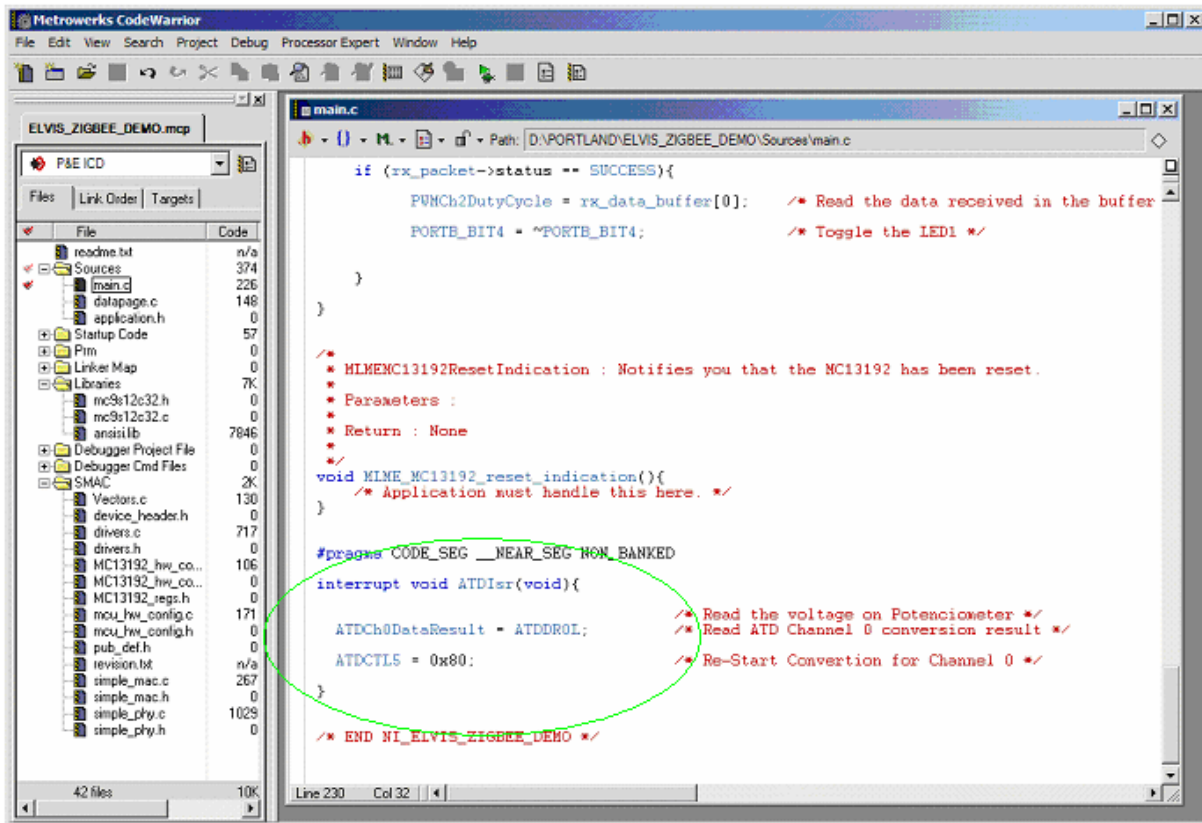 Metrowerks CodeWarrior
File Edit View Search Project Debug Processor Expert Window Help
ELVIS_ZIGBEE_DEMO.mcp
P&E ICD
Files Link Order Targets
File Code
readme.txt n/a
Sources 374
main.c 226
datapage.c 148
application.h 0
Startup Code 57
Prm 0
Linker Map 0
Libraries 7K
mc9s12c32.h 0
mc9s12c32.c 0
ansisi.lib 7846
Debugger Project File 0
Debugger Cmd Files 0
SMAC 2K
Vectors.c 130
device_header.h 0
drivers.c 717
drivers.h 0
MC13192_hw_co... 106
MC13192_hw_co... 0
MC13192_regs.h 0
mcu_hw_config.c 171
mcu_hw_config.h 0
pub_def.h 0
revision.txt n/a
simple_mac.c 267
simple_mac.h 0
simple_phy.c 1029
simple_phy.h 0
42 files 10K
main.c
h {} M. Path: D:\PORTLAND\ELVIS_ZIGBEE_DEMO\Sources\main.c
if (rx_packet->status == SUCCESS){
PWMCh2DutyCycle = rx_data_buffer[0]; /* Read the data received in the buffer
PORTB_BIT4 = ~PORTB_BIT4; /* Toggle the LED1 */
}
}
/*
* MLMEMC13192ResetIndication : Notifies you that the MC13192 has been reset.
*
* Parameters :
*
* Return : None
*
*/
void MLME_MC13192_reset_indication(){
/* Application must handle this here. */
}
#pragma CODE_SEG __NEAR_SEG NON_BANKED
interrupt void ATDIsr(void){
/* Read the voltage on Potenciometer */
ATDCh0DataResult = ATDDR0L; /* Read ATD Channel 0 conversion result */
ATDCTL5 = 0x80; /* Re-Start Convertion for Channel 0 */
}
/* END NI_ELVIS_ZIGBEE_DEMO */
Line 230 Col 32